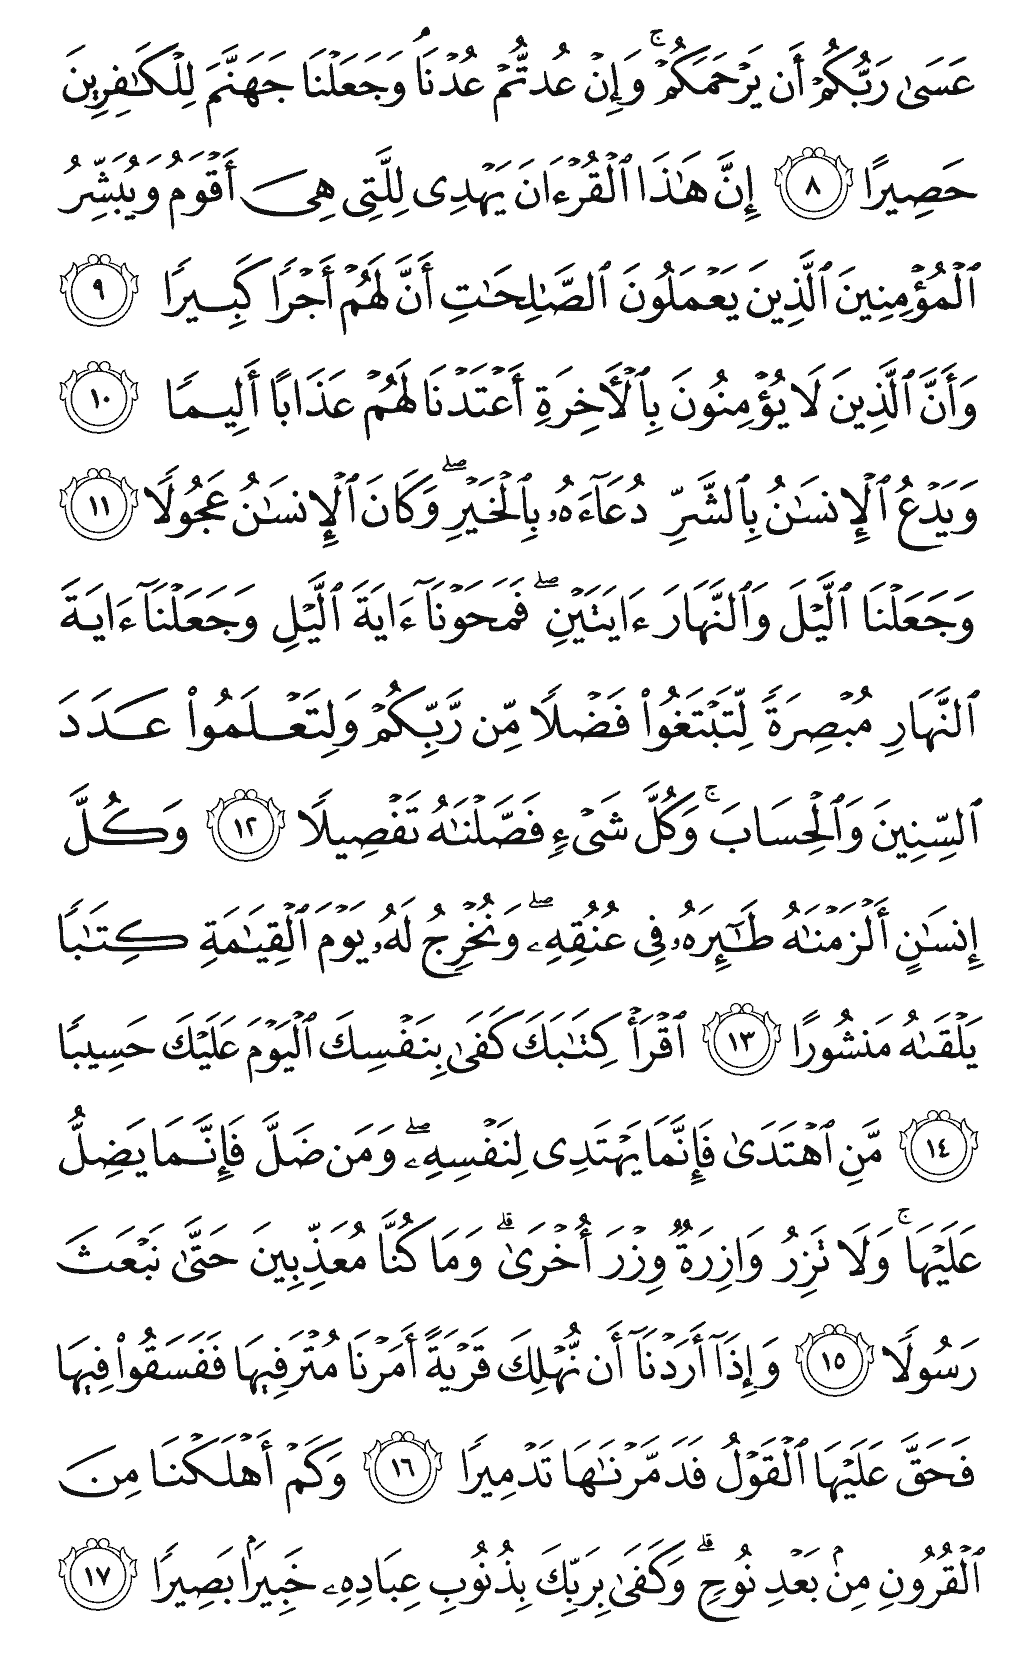 عَسَىٰ رَبُّكُمْ أَن يَرْحَمَكُمْ ۚ وَإِنْ عُدتُّمْ عُدْنَا ۘ وَجَعَلْنَا جَهَنَّمَ لِلْكَافِرِينَ
حَصِيرًا ٨ إِنَّ هَـٰذَا ٱلْقُرْءَانَ يَهْدِى لِلَّتِى هِىَ أَقْوَمُ وَيُبَشِّرُ
ٱلْمُؤْمِنِينَ ٱلَّذِينَ يَعْمَلُونَ ٱلصَّـٰلِحَـٰتِ أَنَّ لَهُمْ أَجْرًا كَبِيرًا ٩
وَأَنَّ ٱلَّذِينَ لَا يُؤْمِنُونَ بِٱلْـَٔاخِرَةِ أَعْتَدْنَا لَهُمْ عَذَابًا أَلِيمًا ١٠
وَيَدْعُ ٱلْإِنسَـٰنُ بِٱلشَّرِّ دُعَآءَهُۥ بِٱلْخَيْرِ ۖ وَكَانَ ٱلْإِنسَـٰنُ عَجُولًا ١١
وَجَعَلْنَا ٱلَّيْلَ وَٱلنَّهَارَ ءَايَتَيْنِ ۖ فَمَحَوْنَآ ءَايَةَ ٱلَّيْلِ وَجَعَلْنَآ ءَايَةَ
ٱلنَّهَارِ مُبْصِرَةً لِّتَبْتَغُوا۟ فَضْلًا مِّن رَّبِّكُمْ وَلِتَعْلَمُوا۟ عَدَدَ
ٱلسِّنِينَ وَٱلْحِسَابَ ۚ وَكُلَّ شَىْءٍ فَصَّلْنَـٰهُ تَفْصِيلًا ١٢ وَكُلَّ
إِنسَـٰنٍ أَلْزَمْنَـٰهُ طَـٰٓئِرَهُۥ فِى عُنُقِهِۦ ۖ وَنُخْرِجُ لَهُۥ يَوْمَ ٱلْقِيَـٰمَةِ كِتَـٰبًا
يَلْقَىٰهُ مَنشُورًا ١٣ ٱقْرَأْ كِتَـٰبَكَ كَفَىٰ بِنَفْسِكَ ٱلْيَوْمَ عَلَيْكَ حَسِيبًا
١٤ مَّنِ ٱهْتَدَىٰ فَإِنَّمَا يَهْتَدِى لِنَفْسِهِۦ ۖ وَمَن ضَلَّ فَإِنَّمَا يَضِلُّ
عَلَيْهَا ۚ وَلَا تَزِرُ وَازِرَةٌ وِزْرَ أُخْرَىٰ ۗ وَمَا كُنَّا مُعَذِّبِينَ حَتَّىٰ نَبْعَثَ
رَسُولًا ١٥ وَإِذَآ أَرَدْنَآ أَن نُّهْلِكَ قَرْيَةً أَمَرْنَا مُتْرَفِيهَا فَفَسَقُوا۟ فِيهَا
فَحَقَّ عَلَيْهَا ٱلْقَوْلُ فَدَمَّرْنَـٰهَا تَدْمِيرًا ١٦ وَكَمْ أَهْلَكْنَا مِنَ
ٱلْقُرُونِ مِنۢ بَعْدِ نُوحٍ ۗ وَكَفَىٰ بِرَبِّكَ بِذُنُوبِ عِبَادِهِۦ خَبِيرًۢا بَصِيرًا ١٧